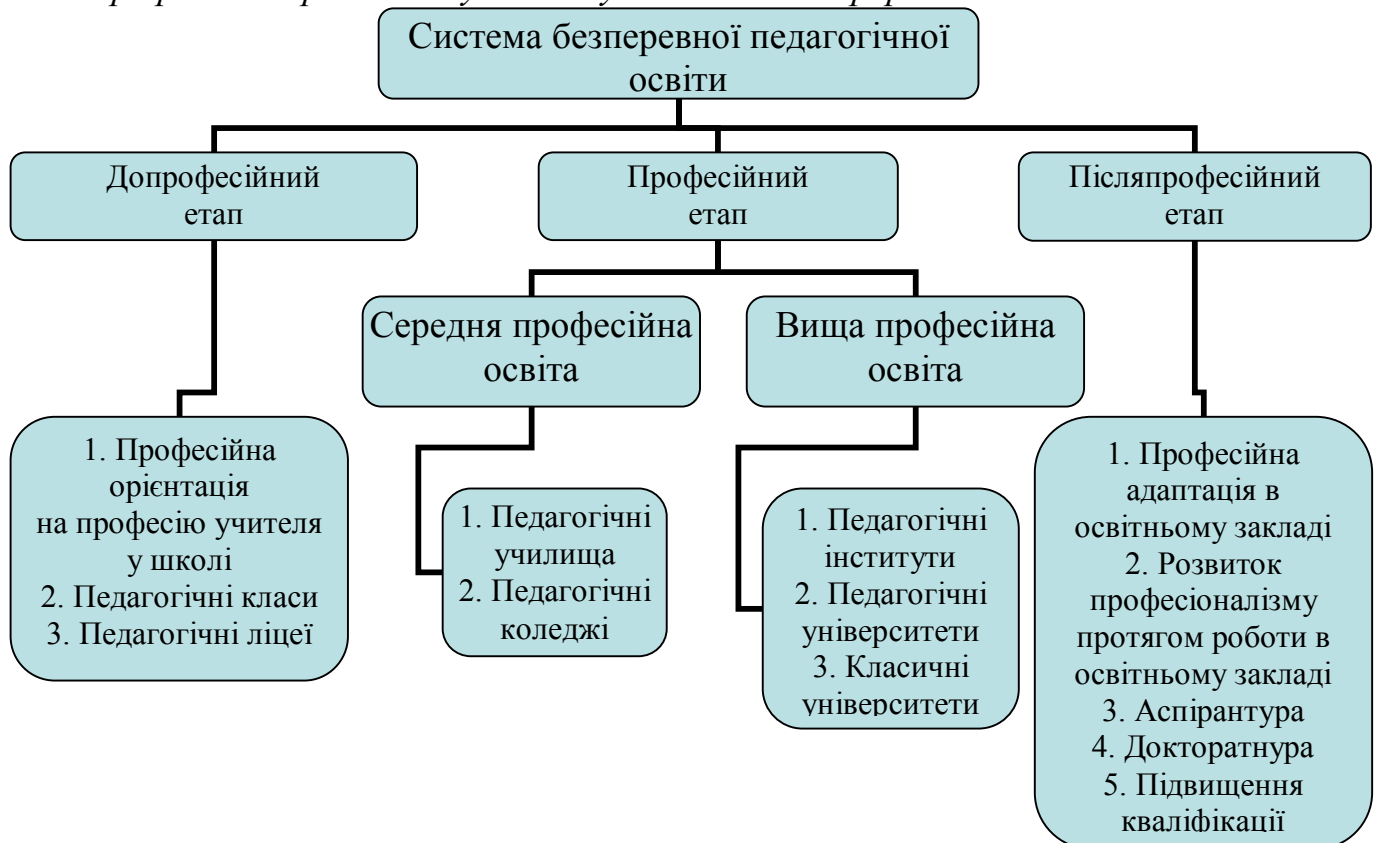 Система безперевної педагогічної
освіти
Допрофесійний
етап
Професійний
етап
Післяпрофесійний
етап
Середня професійна
освіта
Вища професійна
освіта
1. Професійна
орієнтація
на професію учителя
у школі
2. Педагогічні класи
3. Педагогічні ліцеї
1. Педагогічні
училища
2. Педагогічні
коледжі
1. Педагогічні
інститути
2. Педагогічні
університети
3. Класичні
університети
1. Професійна
адаптація в
освітньому закладі
2. Розвиток
професіоналізму
протягом роботи в
освітньому закладі
3. Аспірантура
4. Докторатнура
5. Підвищення
кваліфікації